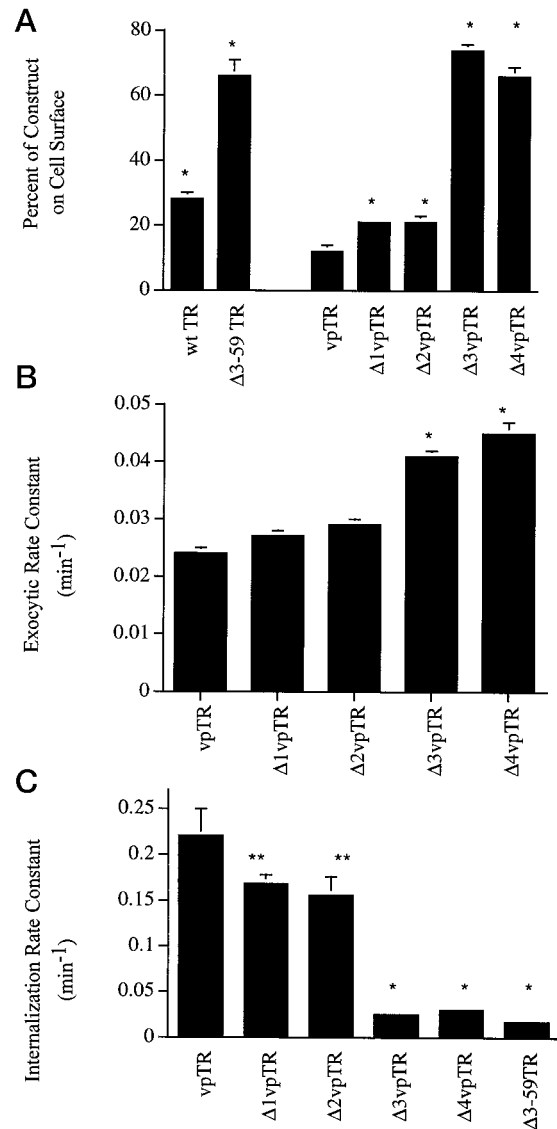 A
Percent of Construct
on Cell Surface
80
60
40
20
0
*
*
*
*
*
*
wt TR
Δ3-59 TR
vpTR
Δ1vpTR
Δ2vpTR
Δ3vpTR
Δ4vpTR
B
Exocytic Rate Constant
(min-1)
0.05
0.04
0.03
0.02
0.01
0
*
*
vpTR
Δ1vpTR
Δ2vpTR
Δ3vpTR
Δ4vpTR
C
Internalization Rate Constant
(min-1)
0.25
0.2
0.15
0.1
0.05
0
**
**
*
*
*
vpTR
Δ1vpTR
Δ2vpTR
Δ3vpTR
Δ4vpTR
Δ3-59TR